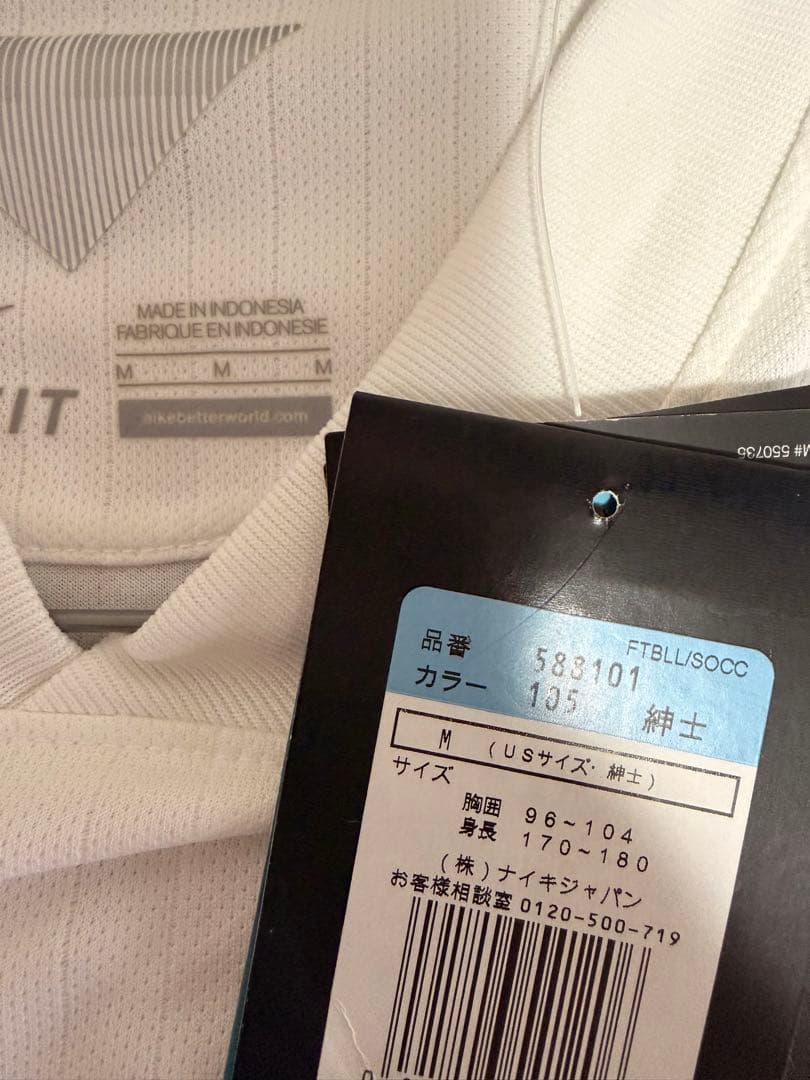 MADE IN INDONESIA
FABRIQUE EN INDONESIE
M M M
nikebetterworld.com
FIT
M# 550735
FTBLL/SOCC
品番 588101
カラー 105 紳士
M (USサイズ・紳士)
サイズ
胸囲 96~104
身長 170~180
(株)ナイキジャパン
お客様相談室 0120-500-719